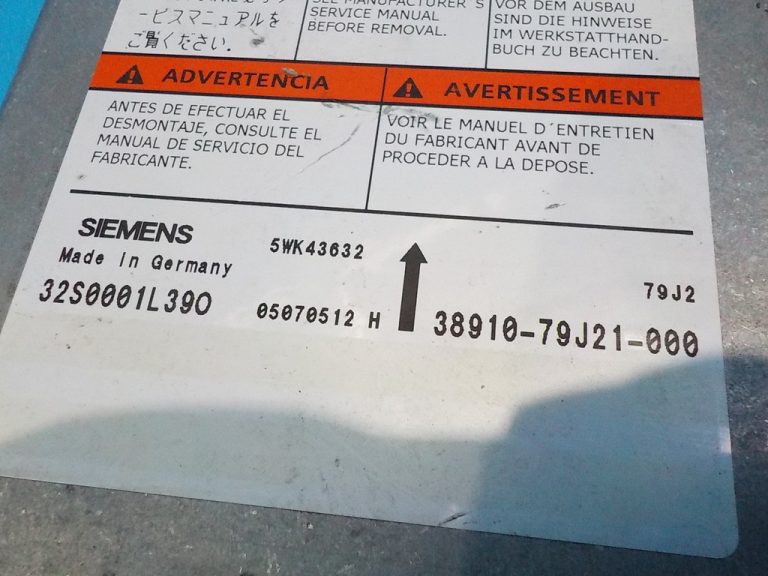 ービスマニュアルを
ご覧ください.
SEE MANUFACTURER'S
SERVICE MANUAL
BEFORE REMOVAL.
VOR DEM AUSBAU
SIND DIE HINWEISE
IM WERKSTATTHAND-
BUCH ZU BEACHTEN.
ADVERTENCIA
ANTES DE EFECTUAR EL
DESMONTAJE, CONSULTE EL
MANUAL DE SERVICIO DEL
FABRICANTE.
AVERTISSEMENT
VOIR LE MANUEL D´ENTRETIEN
DU FABRICANT AVANT DE
PROCEDER A LA DEPOSE.
SIEMENS
Made in Germany
32S0001L390
5WK43632
05070512 H
79J2
38910-79J21-000